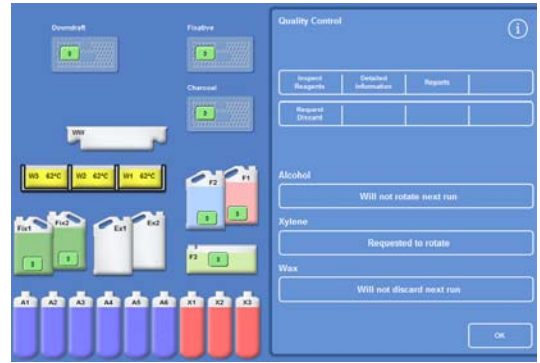 Downdraft
Fixative
Charcoal
WW
W3 62°C
W2 62°C
W1 62°C
F2
F1
Fix1
Fix2
Ex1
Ex2
F3
A1
A2
A3
A4
A5
A6
X1
X2
X3
Quality Control
i
Inspect Reagents
Detailed Information
Reports
Request Discard
Alcohol
Will not rotate next run
Xylene
Requested to rotate
Wax
Will not discard next run
OK